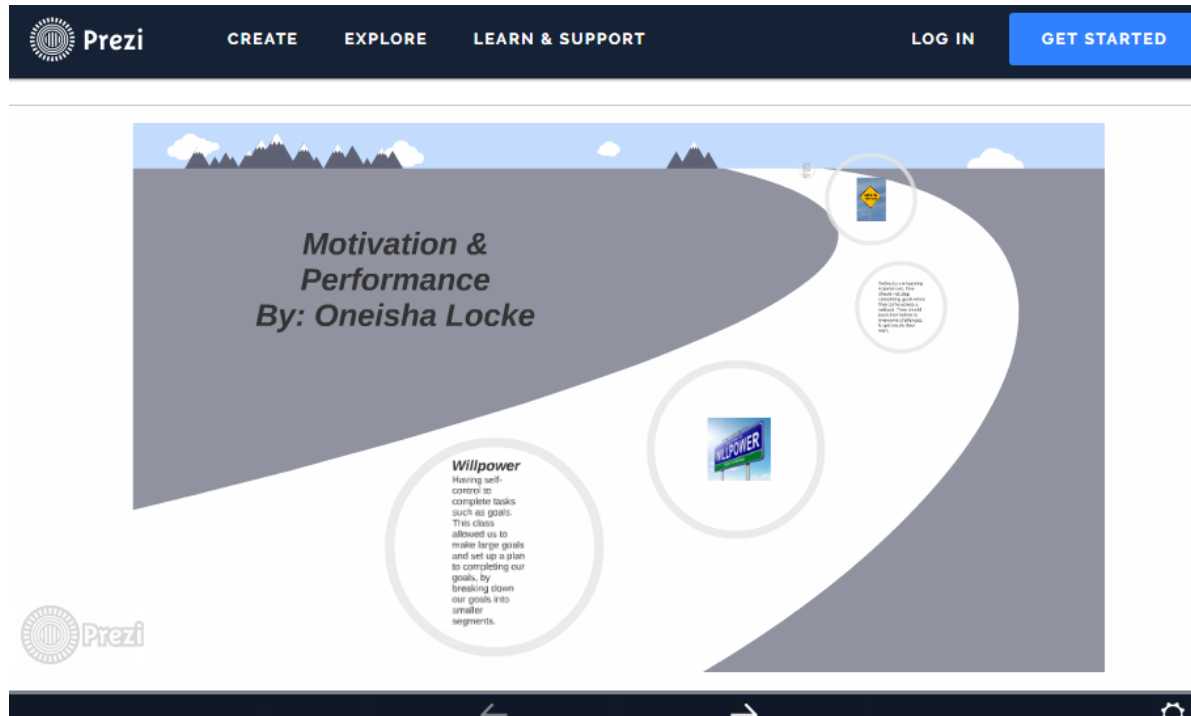 Prezi
CREATE
EXPLORE
LEARN & SUPPORT
LOG IN
GET STARTED
Motivation &
Performance
By: Oneisha Locke
WILLPOWER
Willpower
Having self-
control to
complete tasks
such as goals.
This class
allowed us to
make large goals
and set up a plan
to completing our
goals, by
breaking down
our goals into
smaller
segments.
Prezi